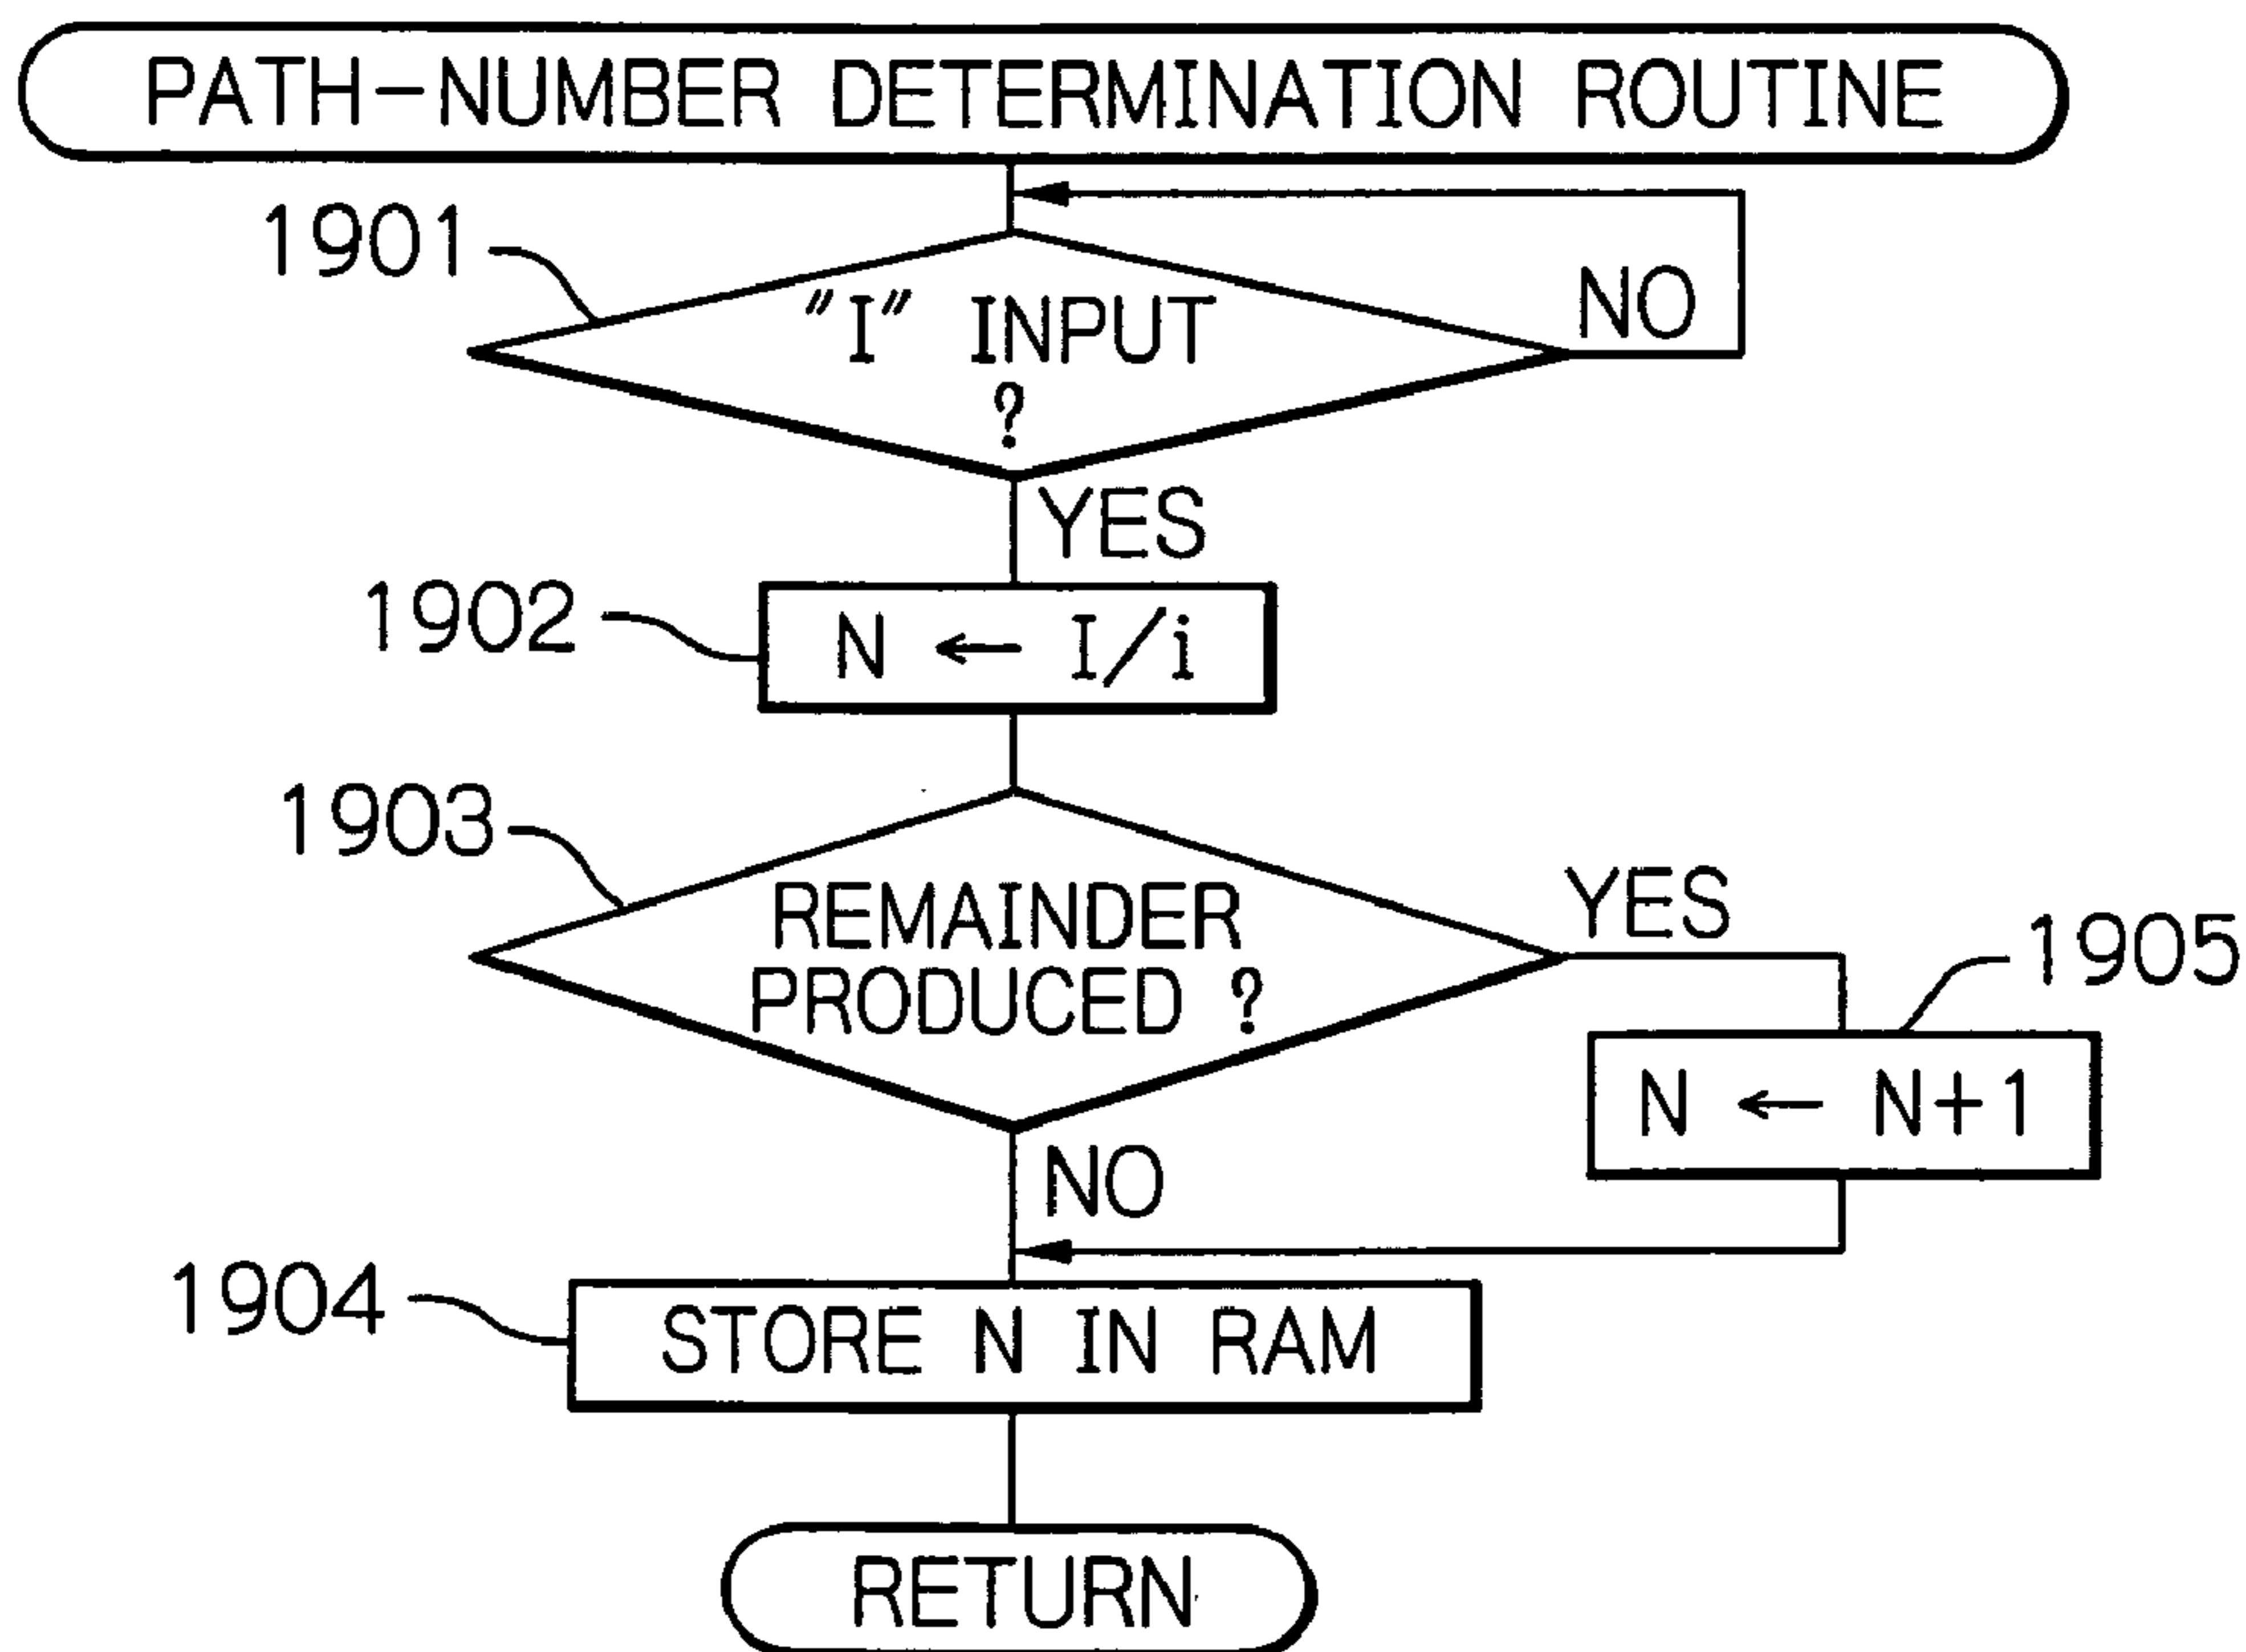 PATH-NUMBER DETERMINATION ROUTINE
1901
"I" INPUT
?
NO
YES
1902
N ← I/i
1903
REMAINDER
PRODUCED ?
YES
1905
N ← N+1
NO
1904
STORE N IN RAM
RETURN